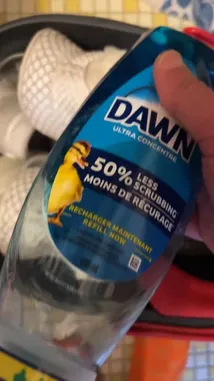 DAWN
ULTRA CONCENTRÉ
50% LESS SCRUBBING
MOINS DE RÉCURAGE
RECHARGER MAINTENANT
REFILL NOW